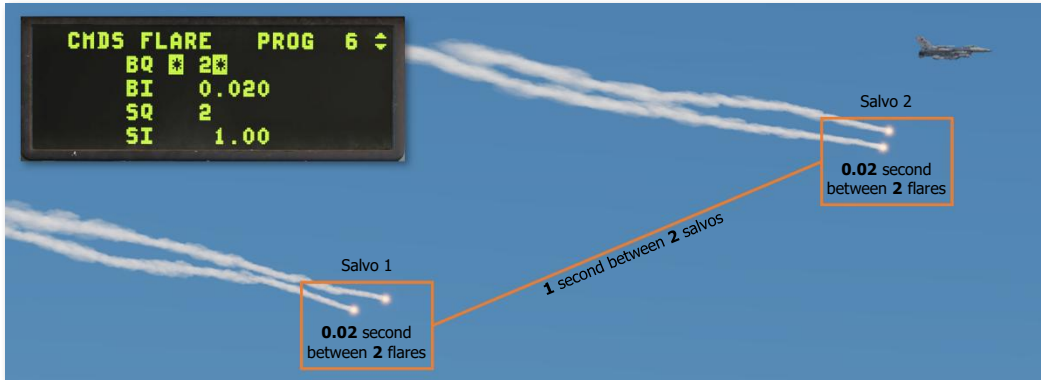 CMDS FLARE PROG 6
BQ * 2*
BI 0.020
SQ 2
SI 1.00
Salvo 2
0.02 second
between 2 flares
1 second between 2 salvos
Salvo 1
0.02 second
between 2 flares